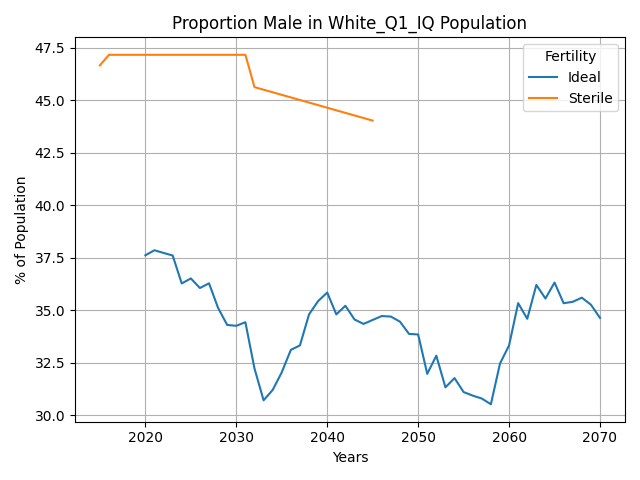 Proportion Male in White_Q1_IQ Population
47.5
45.0
42.5
40.0
37.5
35.0
32.5
30.0
% of Population
Fertility
Ideal
Sterile
2020 2030 2040 2050 2060 2070
Years